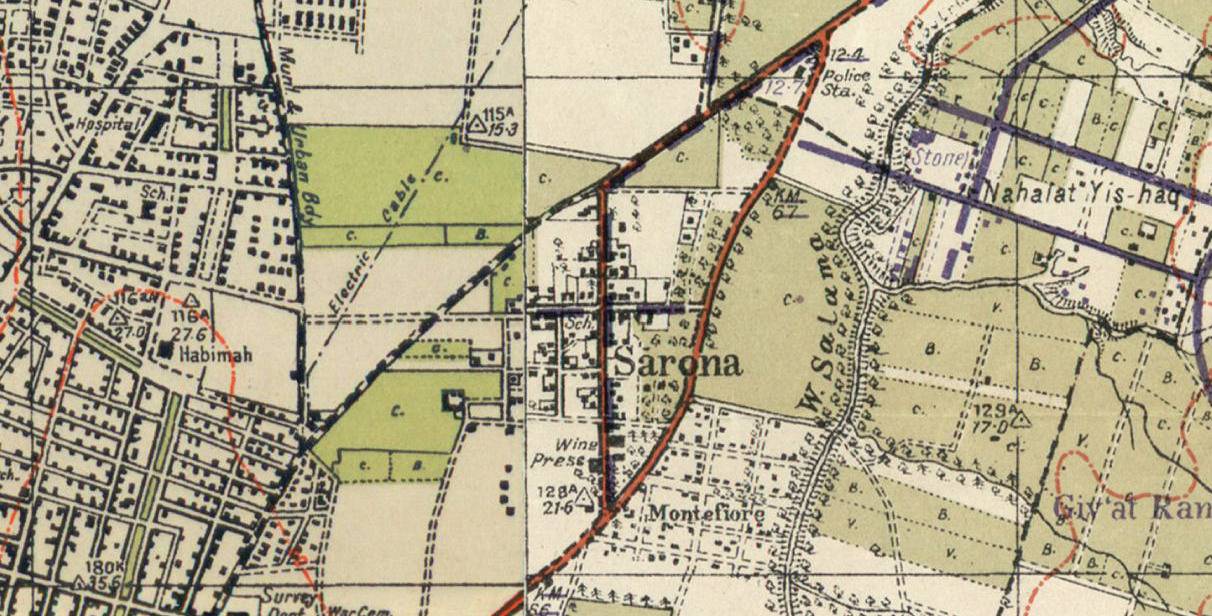 Muni. & Urban Bdy.
Hospital
Sch.
115A
15·3
C.
Electric Cable
C.
B.
C.
C.
12·4
Police
Sta.
12·7
KM.
67
(Stone)
Nahalat Yis-haq
C.
C.
C.
B.
C.
C.
C.
116A
27·0
116A
27·6
Habimah
C.
C.
C.
B.
Sch.
Sarona
W. Salama
C.
V.
B.
B.
B.
C.
C.
129A
17·0
C.
V.
C.
Wine
Press
128A
21·6
Montefiore
B.
V.
B.
V.
B.
B.
C.
Giv'at Ram
180K
35·6
Survey
Dept.
War Cem.
KM.
66